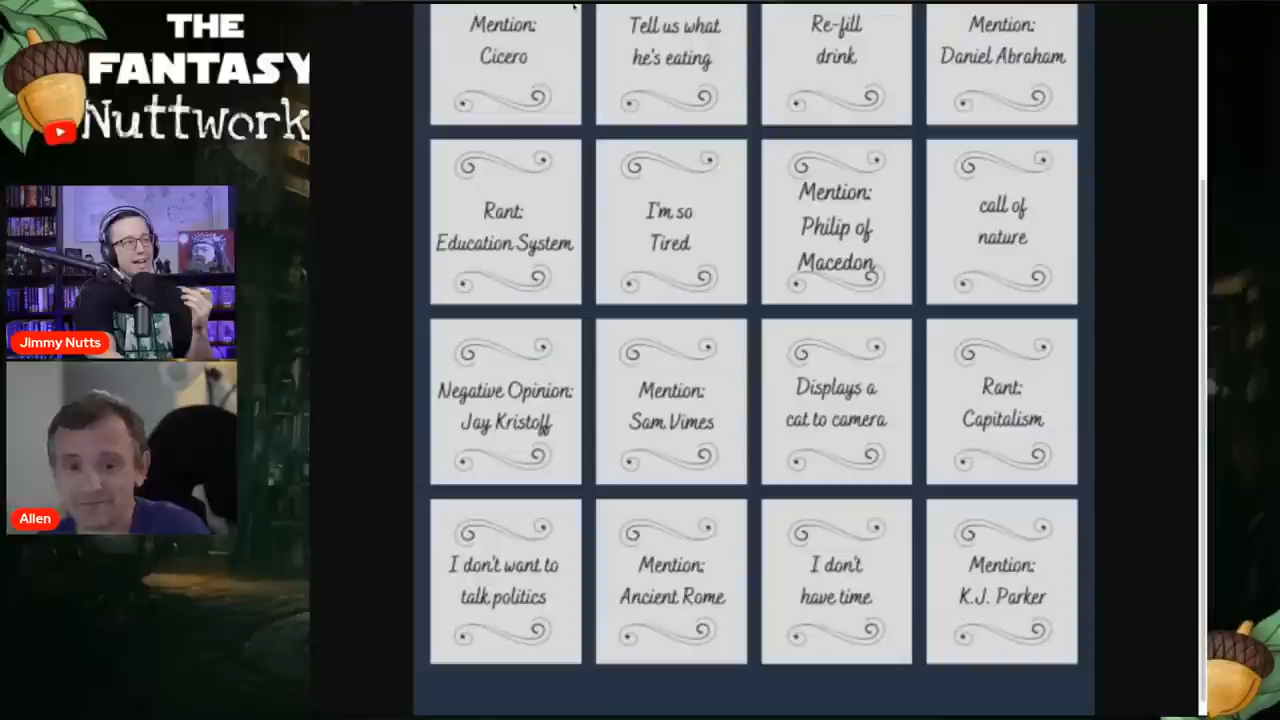 THE
FANTASY
Nuttwork
Jimmy Nutts
Allen
Mention:
Cicero
Tell us what
he's eating
Re-fill
drink
Mention:
Daniel Abraham
Rant:
Education System
I'm so
Tired
Mention:
Philip of
Macedon
call of
nature
Negative Opinion:
Jay Kristoff
Mention:
Sam Vimes
Displays a
cat to camera
Rant:
Capitalism
I don't want to
talk politics
Mention:
Ancient Rome
I don't
have time
Mention:
K.J. Parker